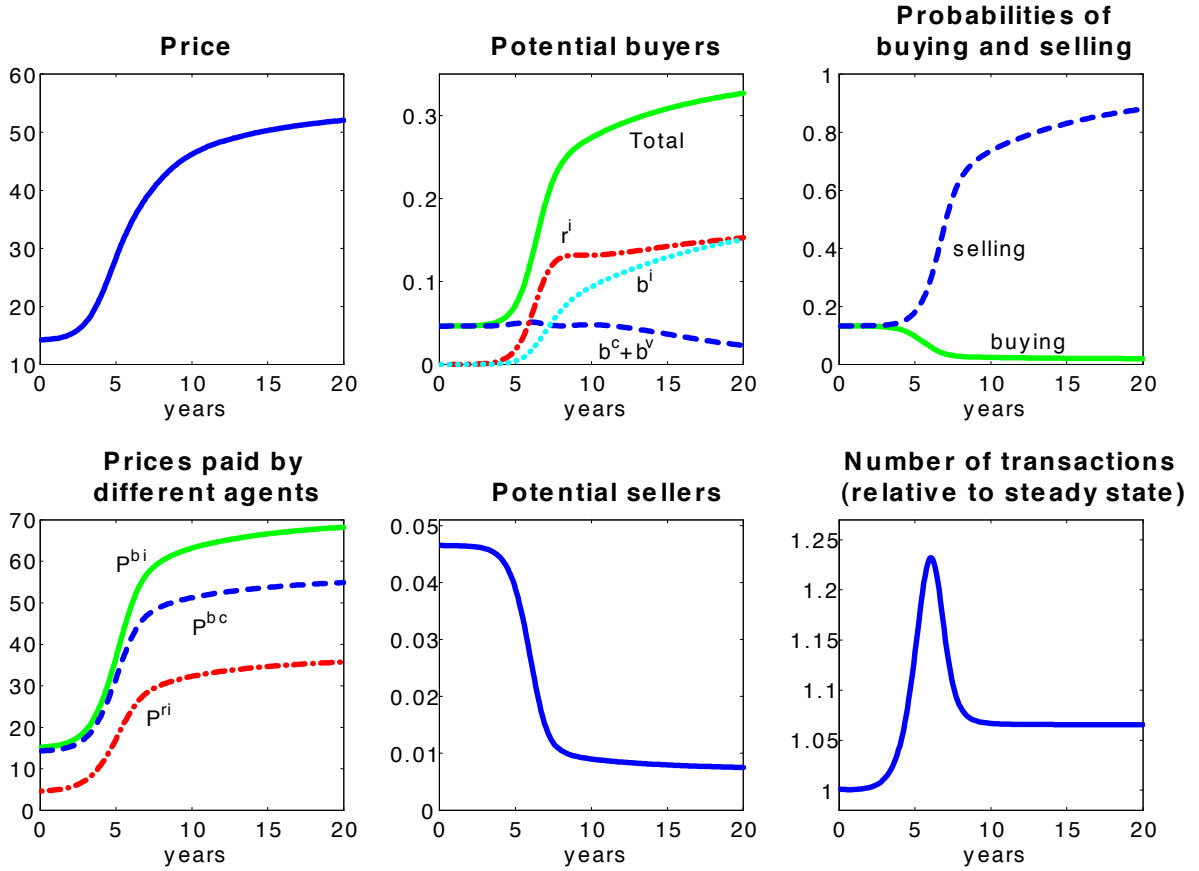 Price
60
50
40
30
20
10
0 5 10 15 20
years
Potential buyers
0.3
0.2
0.1
0
Total
r^i
b^i
b^c+b^v
0 5 10 15 20
years
Probabilities of
buying and selling
1
0.8
0.6
0.4
0.2
0
selling
buying
0 5 10 15 20
years
Prices paid by
different agents
70
60
50
40
30
20
10
0
P^bi
P^bc
P^ri
0 5 10 15 20
years
Potential sellers
0.05
0.04
0.03
0.02
0.01
0
0 5 10 15 20
years
Number of transactions
(relative to steady state)
1.25
1.2
1.15
1.1
1.05
1
0 5 10 15 20
years